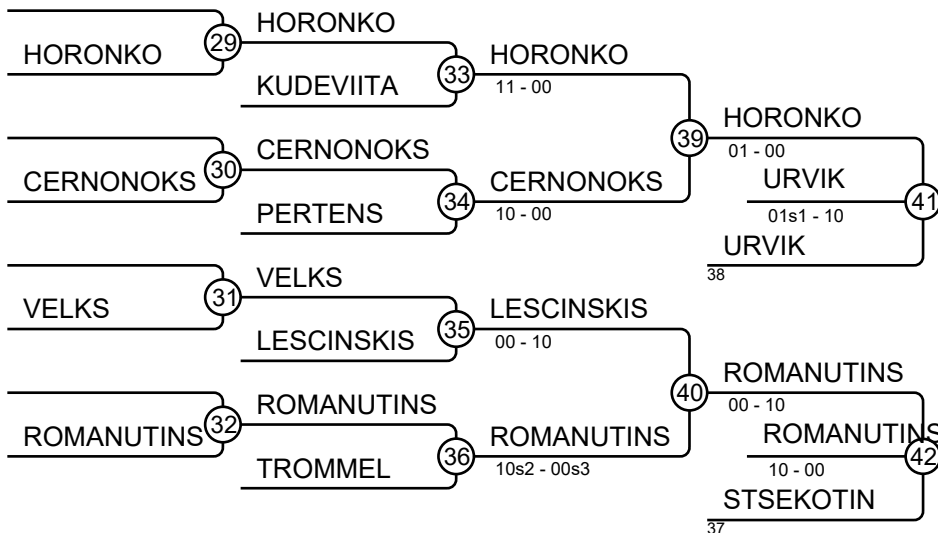 HORONKO
29
HORONKO
KUDEVIITA
33
HORONKO
11 - 00
CERNONOKS
30
CERNONOKS
PERTENS
34
CERNONOKS
10 - 00
39
HORONKO
01 - 00
URVIK
01s1 - 10
41
URVIK
38
VELKS
31
VELKS
LESCINSKIS
35
LESCINSKIS
00 - 10
ROMANUTINS
32
ROMANUTINS
TROMMEL
36
ROMANUTINS
10s2 - 00s3
40
ROMANUTINS
00 - 10
ROMANUTINS
10 - 00
42
STSEKOTIN
37